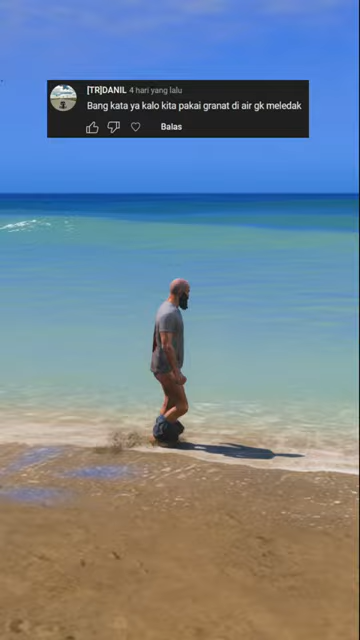 [TR]DANIL 4 hari yang lalu
Bang kata ya kalo kita pakai granat di air gk meledak
Balas